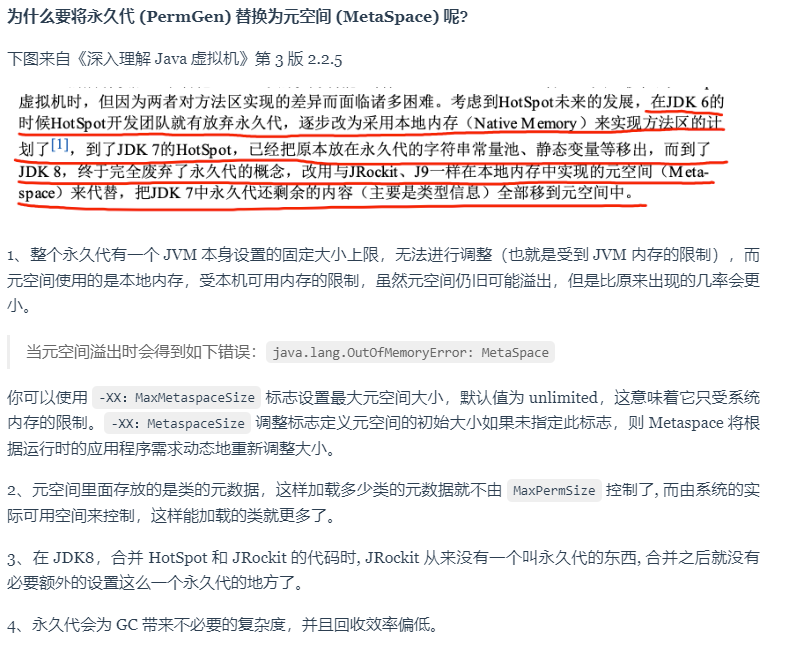 为什么要将永久代 (PermGen) 替换为元空间 (MetaSpace) 呢?
下图来自《深入理解 Java 虚拟机》第 3 版 2.2.5
虚拟机时，但因为两者对方法区实现的差异而面临诸多困难。考虑到HotSpot未来的发展，在JDK 6的
时候HotSpot开发团队就有放弃永久代，逐步改为采用本地内存（Native Memory）来实现方法区的计
划了[1]，到了JDK 7的HotSpot，已经把原本放在永久代的字符串常量池、静态变量等移出，而到了
JDK 8，终于完全废弃了永久代的概念，改用与JRockit、J9一样在本地内存中实现的元空间（Meta-
space）来代替，把JDK 7中永久代还剩余的内容（主要是类型信息）全部移到元空间中。
1、整个永久代有一个 JVM 本身设置的固定大小上限，无法进行调整（也就是受到 JVM 内存的限制），而
元空间使用的是本地内存，受本机可用内存的限制，虽然元空间仍旧可能溢出，但是比原来出现的几率会更
小。
当元空间溢出时会得到如下错误： java.lang.OutOfMemoryError: MetaSpace
你可以使用 -XX：MaxMetaspaceSize 标志设置最大元空间大小，默认值为 unlimited，这意味着它只受系统
内存的限制。 -XX：MetaspaceSize 调整标志定义元空间的初始大小如果未指定此标志，则 Metaspace 将根
据运行时的应用程序需求动态地重新调整大小。
2、元空间里面存放的是类的元数据，这样加载多少类的元数据就不由 MaxPermSize 控制了, 而由系统的实
际可用空间来控制，这样能加载的类就更多了。
3、在 JDK8，合并 HotSpot 和 JRockit 的代码时, JRockit 从来没有一个叫永久代的东西, 合并之后就没有
必要额外的设置这么一个永久代的地方了。
4、永久代会为 GC 带来不必要的复杂度，并且回收效率偏低。